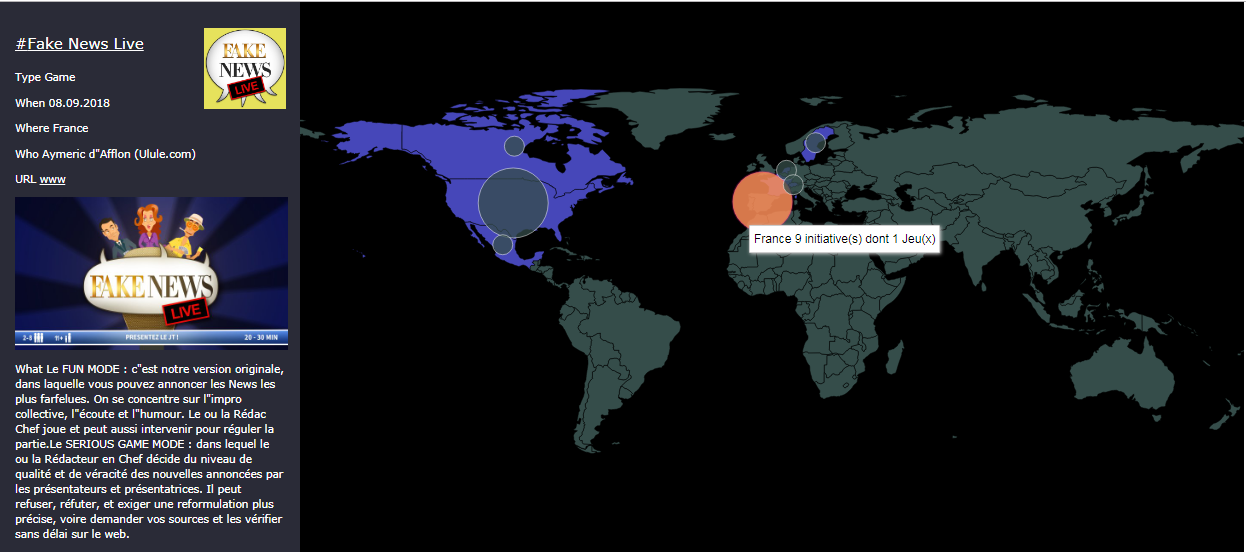 #Fake News Live
FAKE
NEWS
LIVE
Type Game
When 08.09.2018
Where France
Who Aymeric d"Afflon (Ulule.com)
URL www
FAKE NEWS
LIVE
2-8
11+
PRESENTEZ LE JT !
20 - 30 MIN
What Le FUN MODE : c"est notre version originale,
dans laquelle vous pouvez annoncer les News les
plus farfelues. On se concentre sur l"impro
collective, l"écoute et l"humour. Le ou la Rédac
Chef joue et peut aussi intervenir pour réguler la
partie.Le SERIOUS GAME MODE : dans lequel le
ou la Rédacteur en Chef décide du niveau de
qualité et de véracité des nouvelles annoncées par
les présentateurs et présentatrices. Il peut
refuser, réfuter, et exiger une reformulation plus
précise, voire demander vos sources et les vérifier
sans délai sur le web.
France 9 initiative(s) dont 1 Jeu(x)